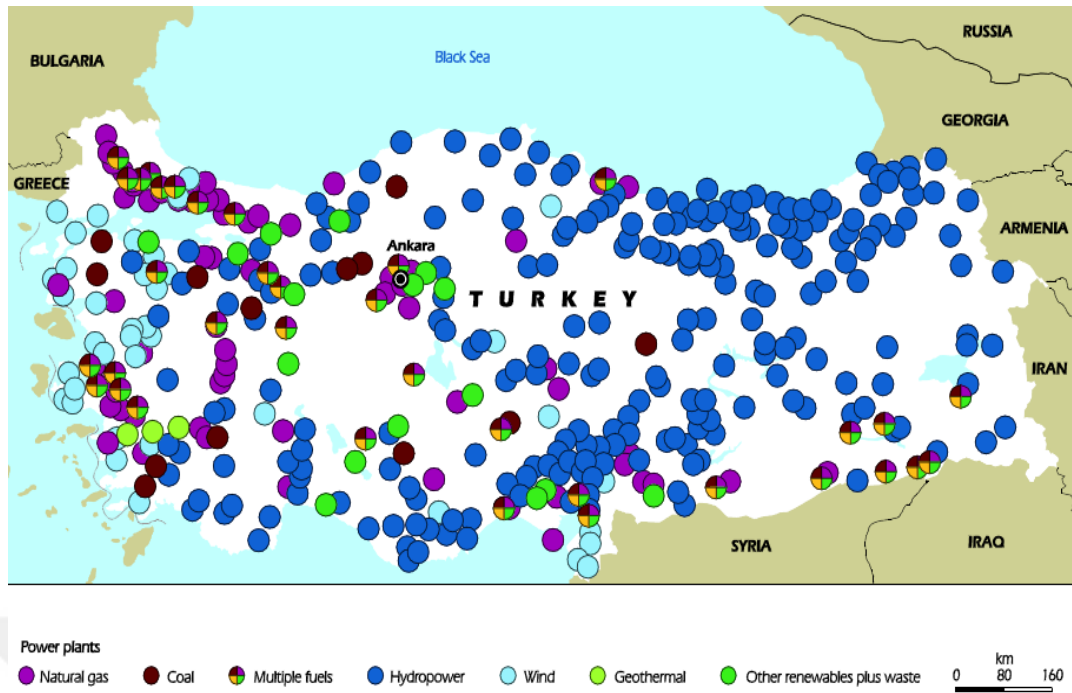 RUSSIA
BULGARIA
Black Sea
GEORGIA
GREECE
ARMENIA
Ankara
TURKEY
IRAN
SYRIA
IRAQ
Power plants
Natural gas
Coal
Multiple fuels
Hydropower
Wind
Geothermal
Other renewables plus waste
km
0 80 160